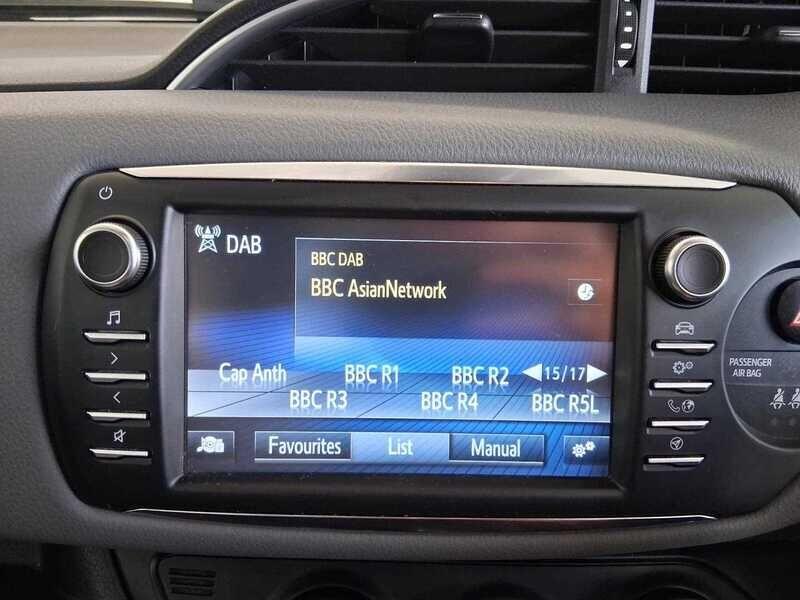 DAB
BBC DAB
BBC AsianNetwork
Cap Anth BBC R1 BBC R2 15/17
BBC R3 BBC R4 BBC R5L
Favourites List Manual
PASSENGER
AIR BAG